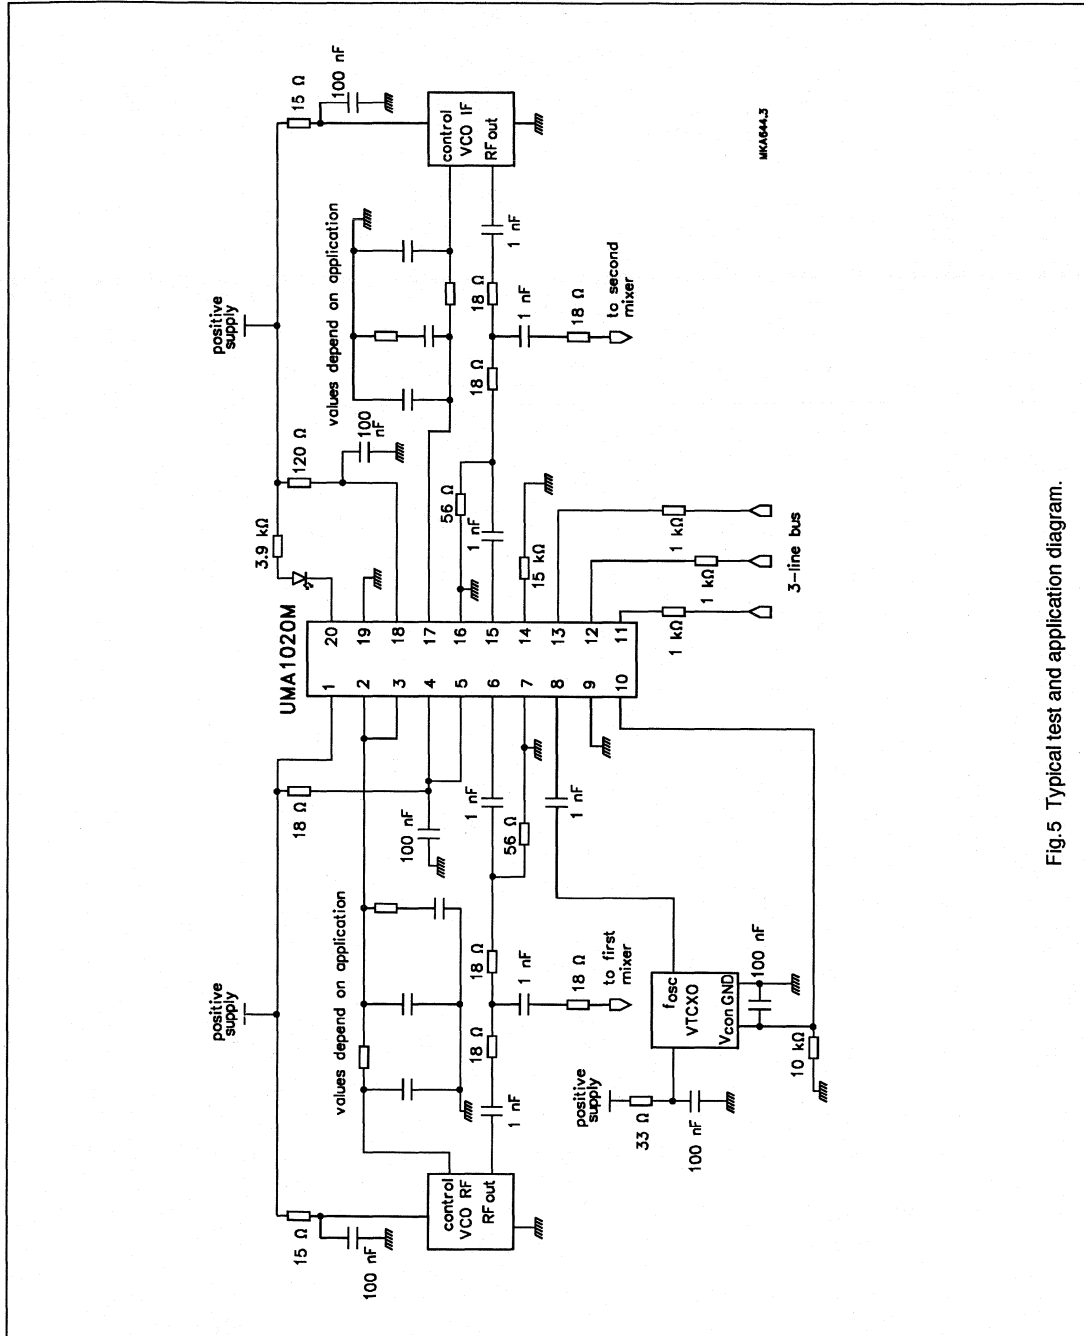 15 Ω
100 nF
control
VCO IF
RF out
MKA644.3
values depend on application
1 nF
positive
supply
18 Ω
1 nF
18 Ω
to second
mixer
18 Ω
3.9 kΩ
120 Ω
100
nF
56 Ω
1 nF
15 kΩ
1 kΩ
1 kΩ
1 kΩ
3-line bus
UMA1020M
20
19
18
17
16
15
14
13
12
11
1
2
3
4
5
6
7
8
9
10
18 Ω
100 nF
1 nF
56 Ω
1 nF
positive
supply
values depend on application
18 Ω
1 nF
18 Ω
to first
mixer
18 Ω
1 nF
fosc
VTCXO
Vcon GND
100 nF
10 kΩ
positive
supply
33 Ω
100 nF
control
VCO RF
RF out
15 Ω
100 nF
Fig.5 Typical test and application diagram.